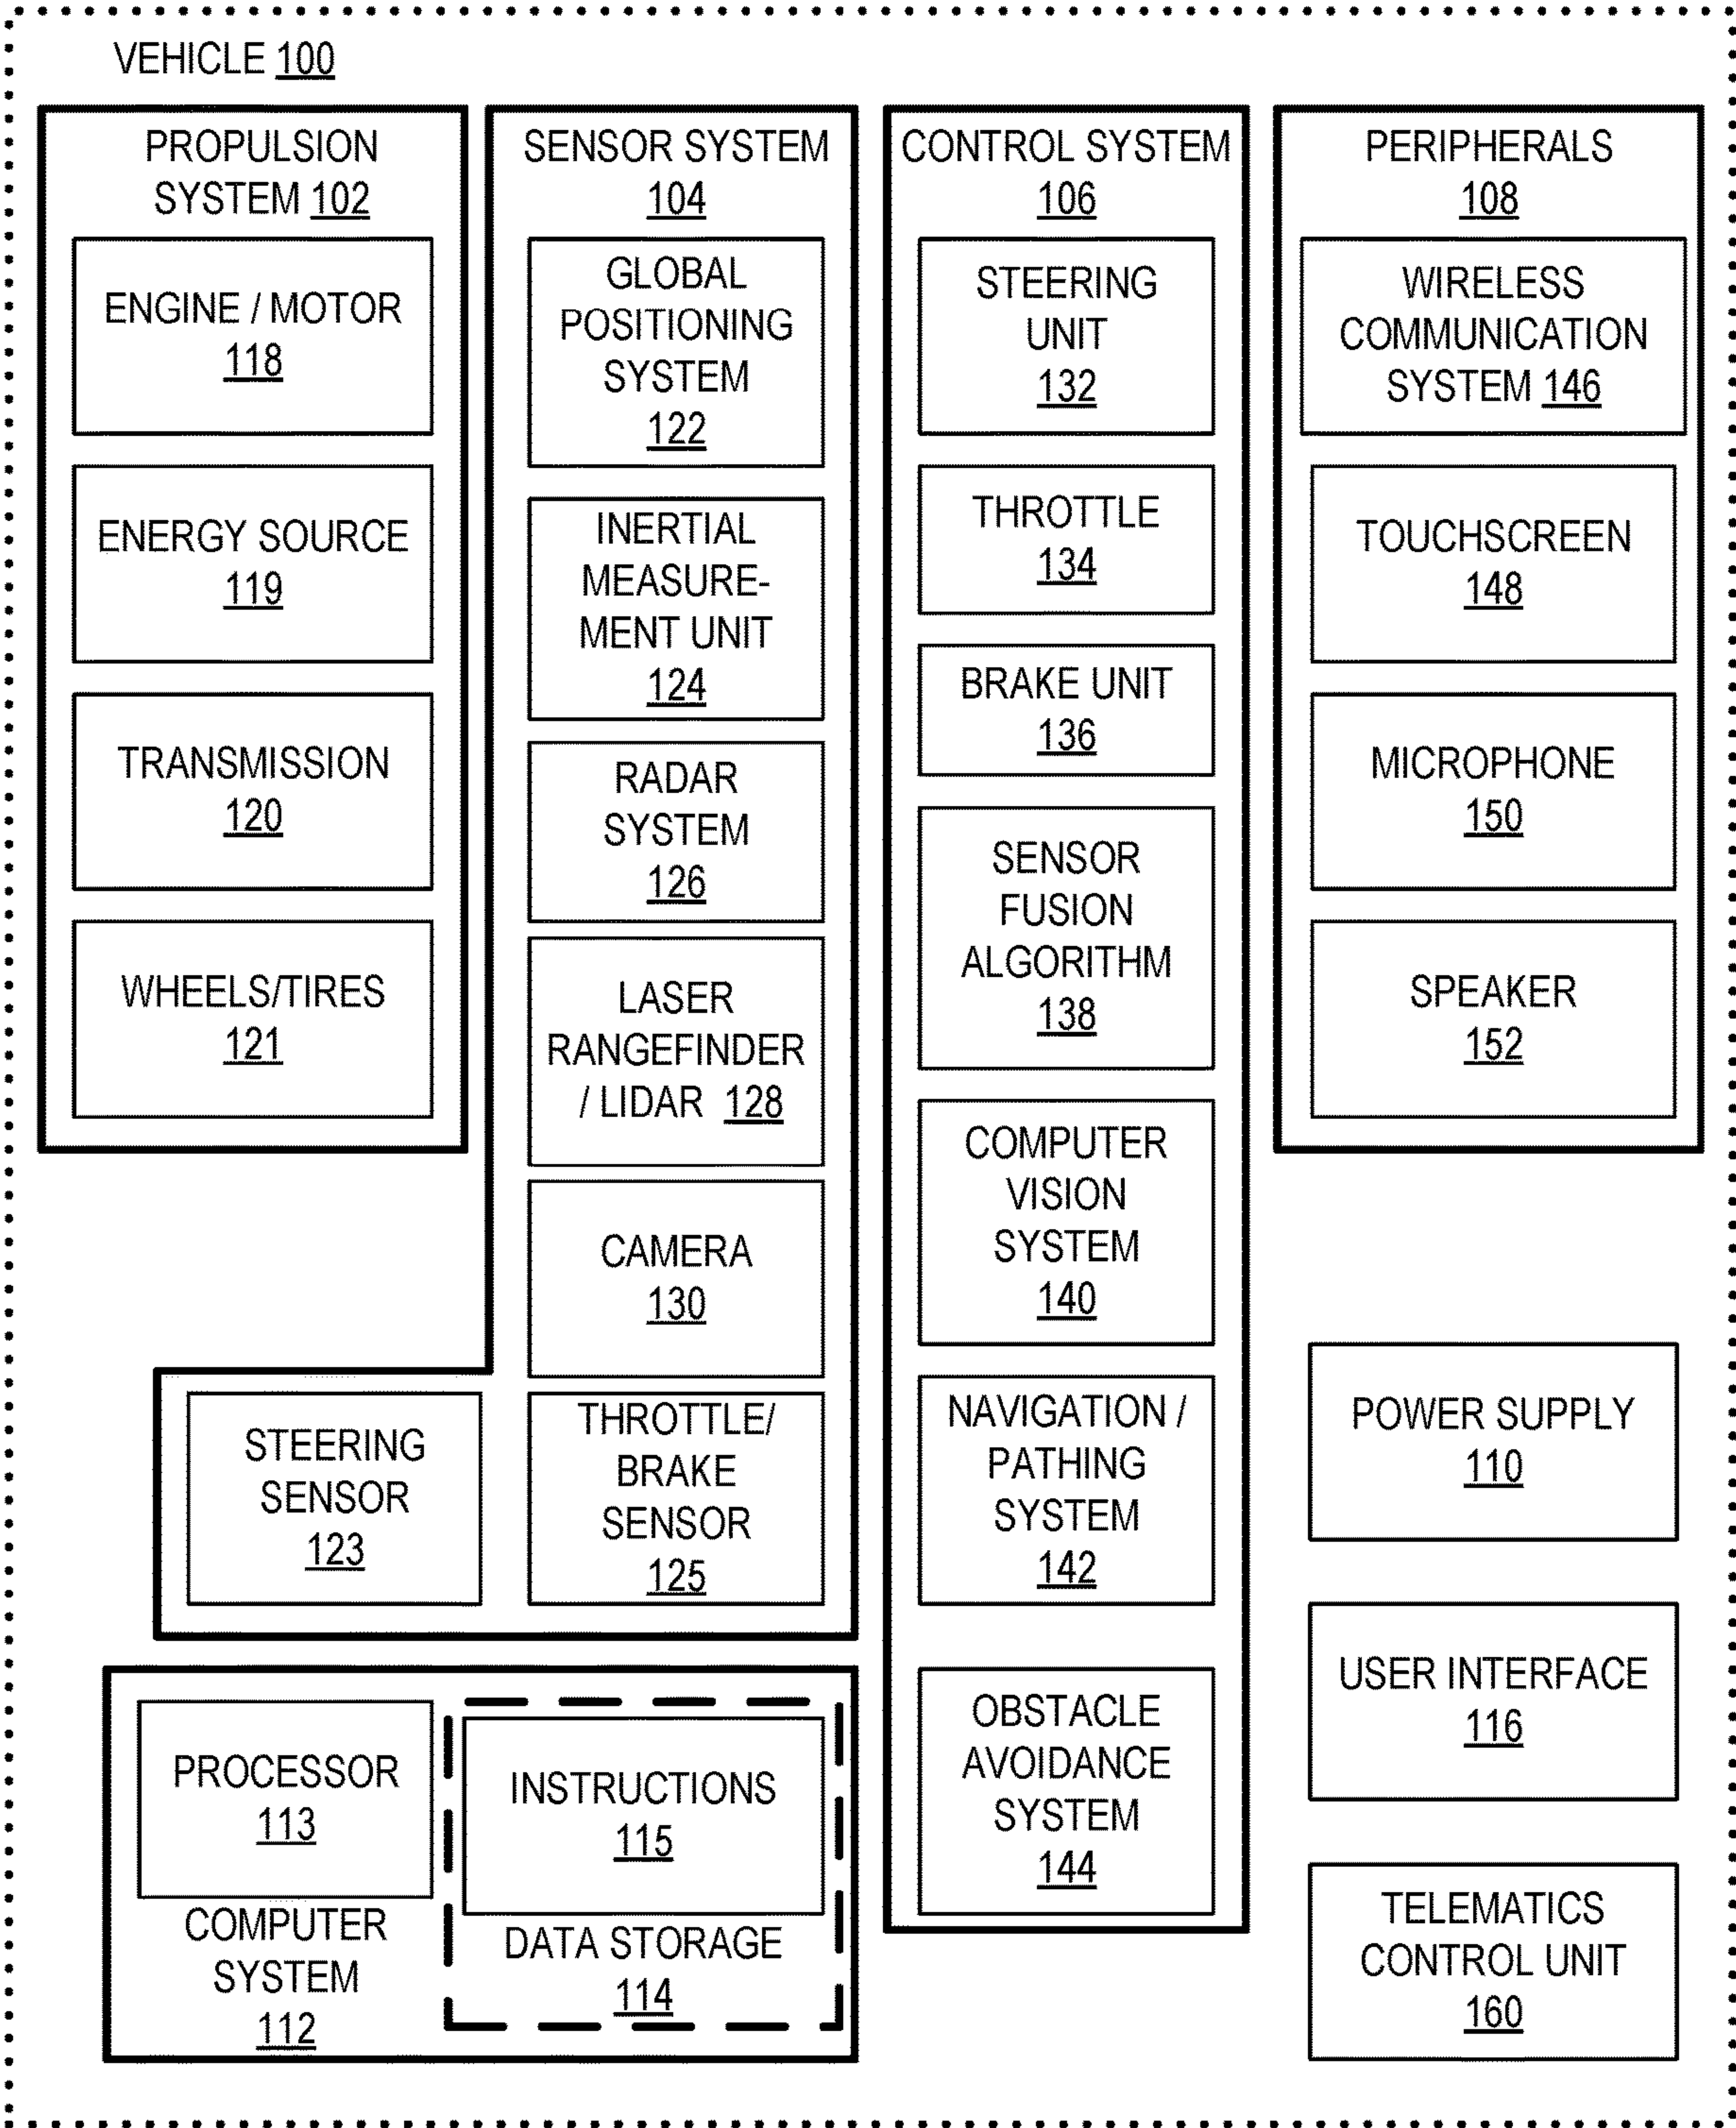 VEHICLE 100
PROPULSION
SYSTEM 102
ENGINE / MOTOR
118
ENERGY SOURCE
119
TRANSMISSION
120
WHEELS/TIRES
121
SENSOR SYSTEM
104
GLOBAL
POSITIONING
SYSTEM
122
INERTIAL
MEASURE-
MENT UNIT
124
RADAR
SYSTEM
126
LASER
RANGEFINDER
/ LIDAR 128
CAMERA
130
STEERING
SENSOR
123
THROTTLE/
BRAKE
SENSOR
125
CONTROL SYSTEM
106
STEERING
UNIT
132
THROTTLE
134
BRAKE UNIT
136
SENSOR
FUSION
ALGORITHM
138
COMPUTER
VISION
SYSTEM
140
NAVIGATION /
PATHING
SYSTEM
142
OBSTACLE
AVOIDANCE
SYSTEM
144
PERIPHERALS
108
WIRELESS
COMMUNICATION
SYSTEM 146
TOUCHSCREEN
148
MICROPHONE
150
SPEAKER
152
PROCESSOR
113
COMPUTER
SYSTEM
112
INSTRUCTIONS
115
DATA STORAGE
114
POWER SUPPLY
110
USER INTERFACE
116
TELEMATICS
CONTROL UNIT
160